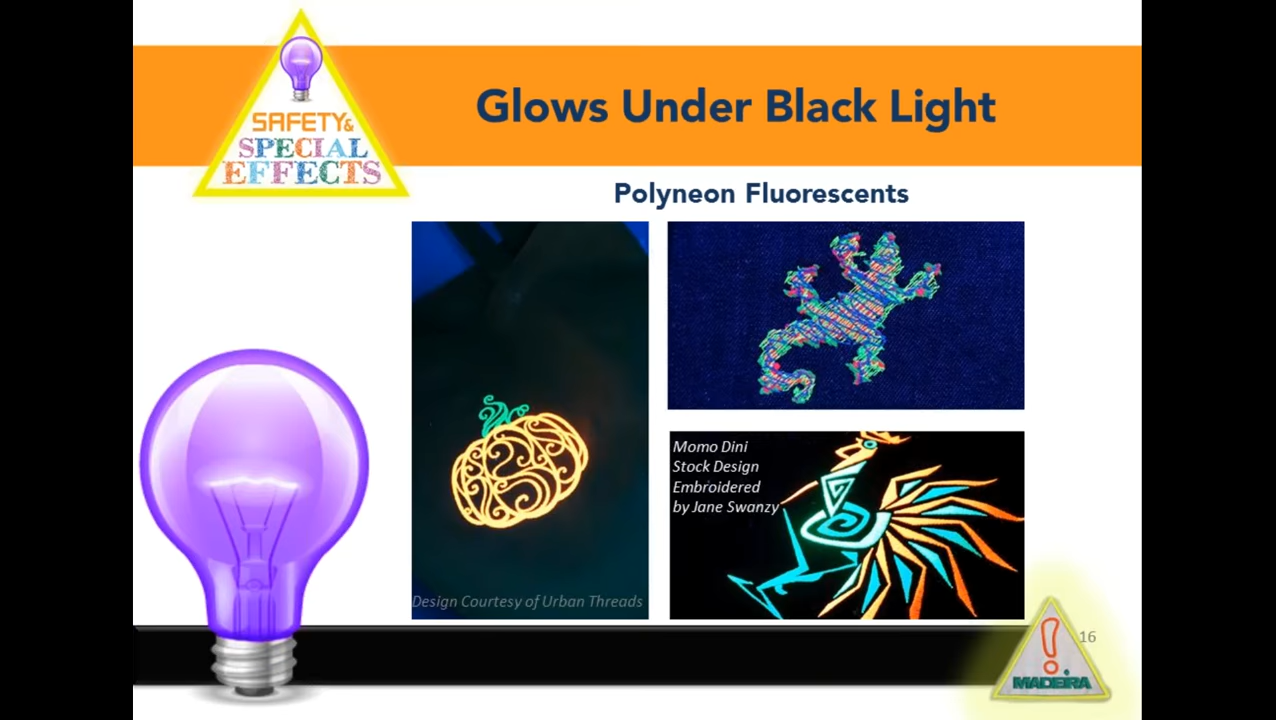 SAFETY&
SPECIAL
EFFECTS
Glows Under Black Light
Polyneon Fluorescents
Design Courtesy of Urban Threads
Momo Dini
Stock Design
Embroidered
by Jane Swanzy
16
MADEIRA